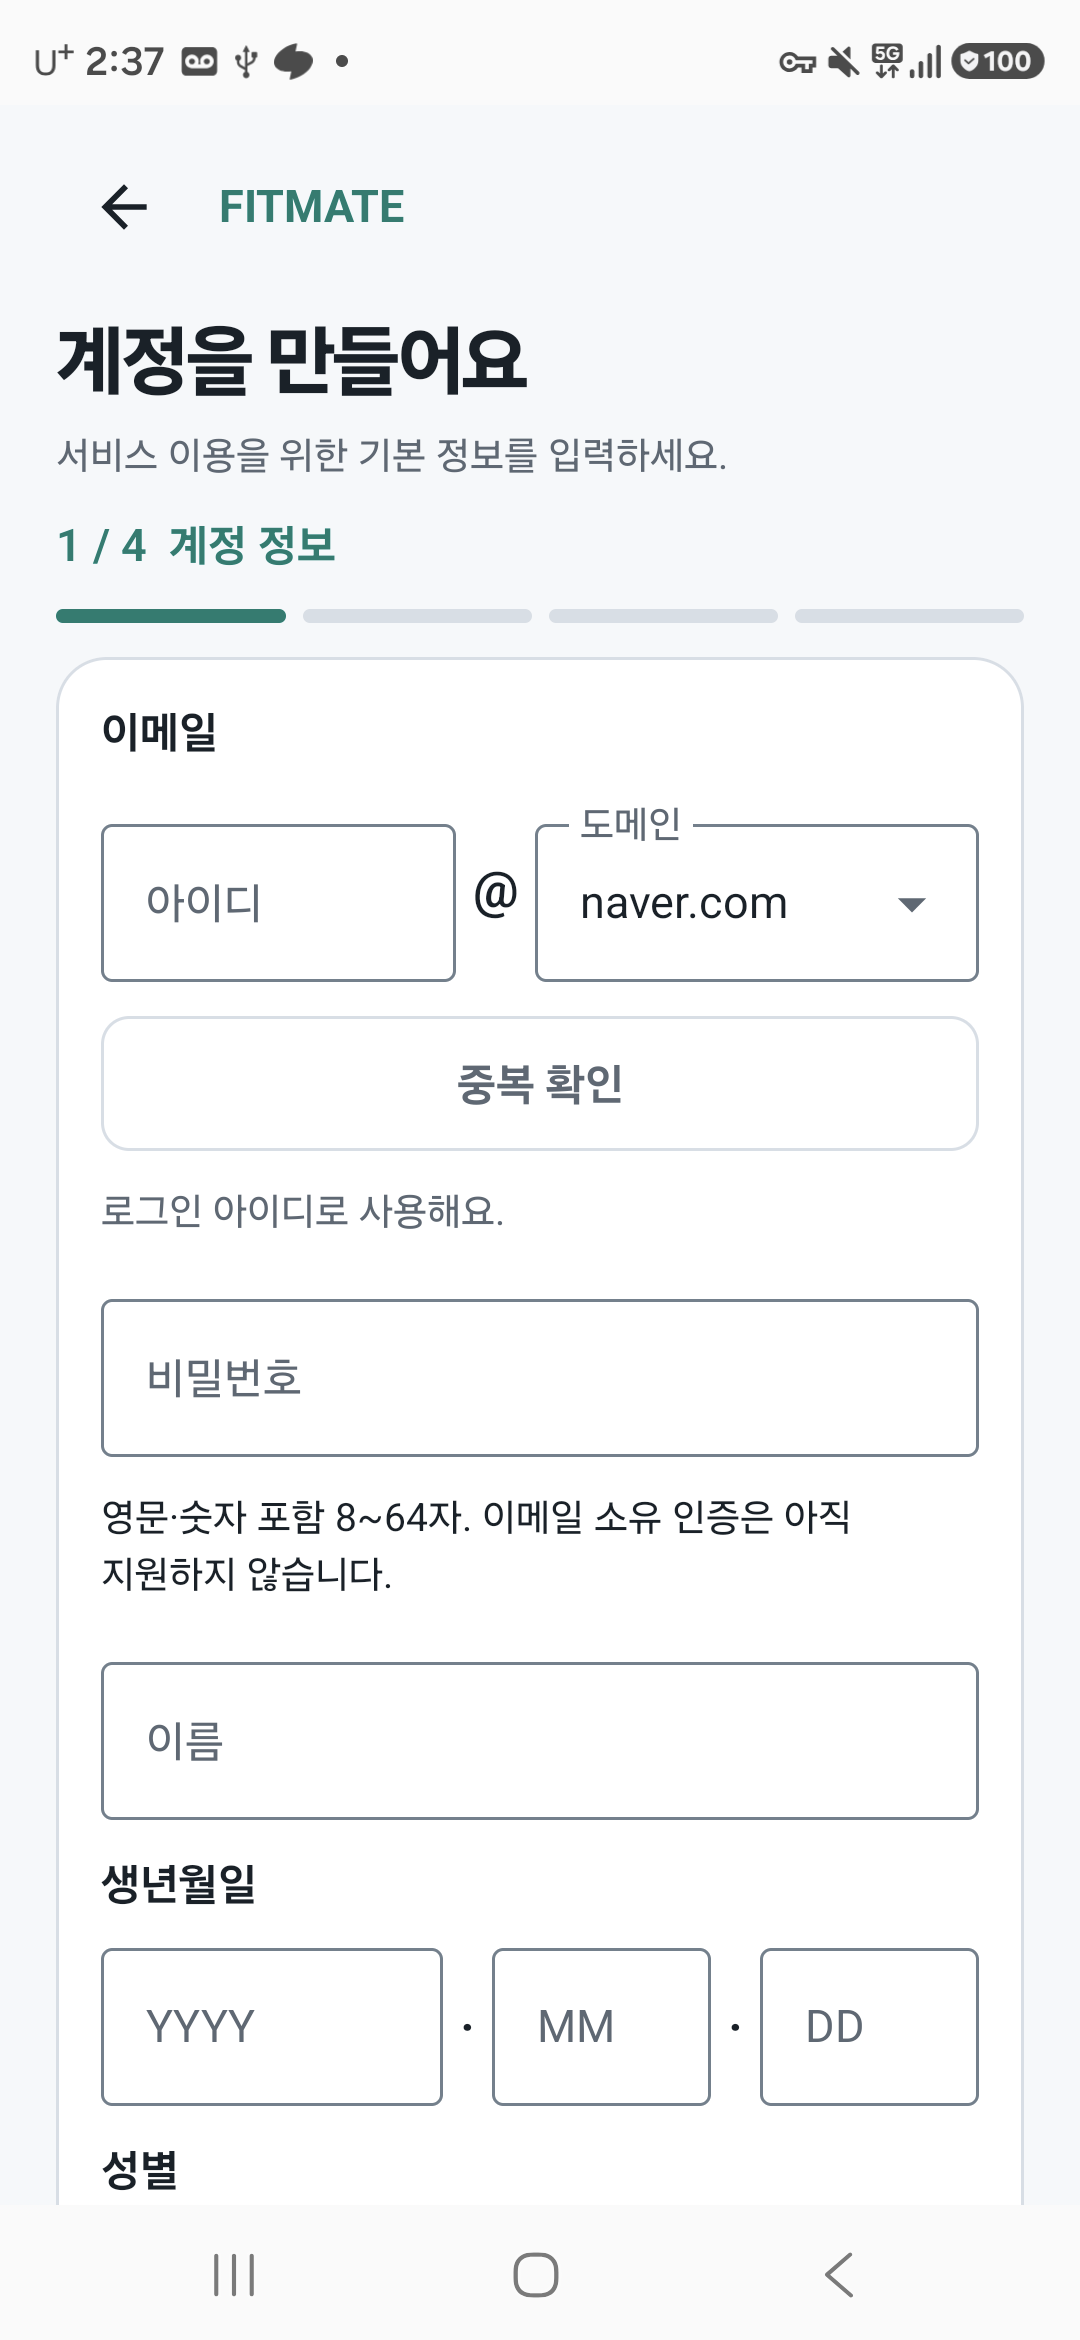 U+ 2:37 5G 100
FITMATE
계정을 만들어요
서비스 이용을 위한 기본 정보를 입력하세요.
1 / 4 계정 정보
이메일
도메인
아이디 @ naver.com
중복 확인
로그인 아이디로 사용해요.
비밀번호
영문·숫자 포함 8~64자. 이메일 소유 인증은 아직
지원하지 않습니다.
이름
생년월일
YYYY · MM · DD
성별